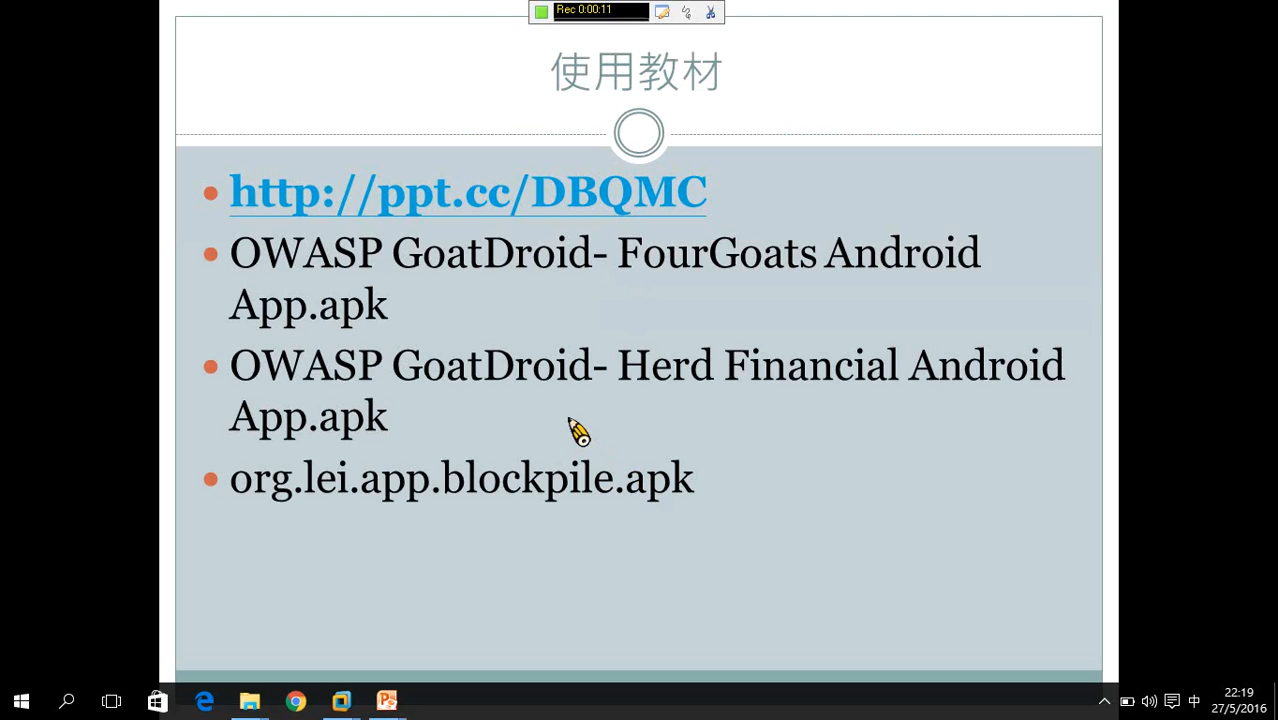 Rec 0:00:11
使用教材
http://ppt.cc/DBQMC
OWASP GoatDroid- FourGoats Android
App.apk
OWASP GoatDroid- Herd Financial Android
App.apk
org.lei.app.blockpile.apk
中
22:19
27/5/2016